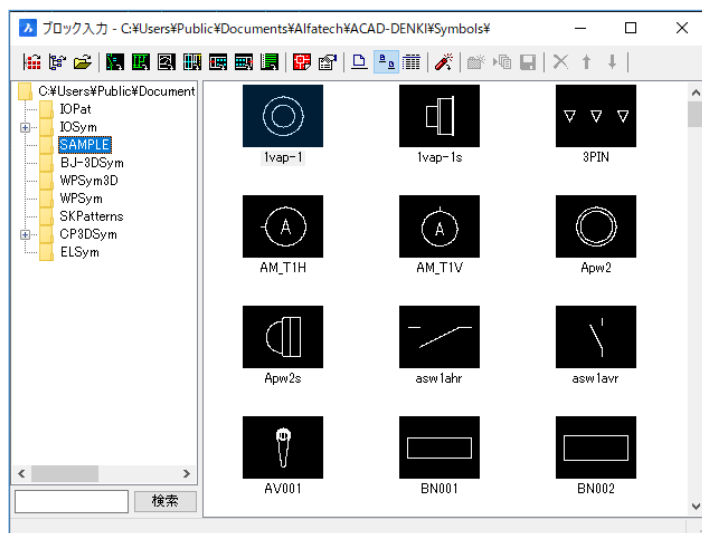 ブロック入力 - C:¥Users¥Public¥Documents¥Alfatech¥ACAD-DENKI¥Symbols¥
C:¥Users¥Public¥Document
IOPat
IOSym
SAMPLE
BJ-3DSym
WPSym3D
WPSym
SKPatterns
CP3DSym
ELSym
検索
1vap-1
1vap-1s
3PIN
A
A
AM_T1H
AM_T1V
Apw2
Apw2s
asw1ahr
asw1avr
AV001
BN001
BN002